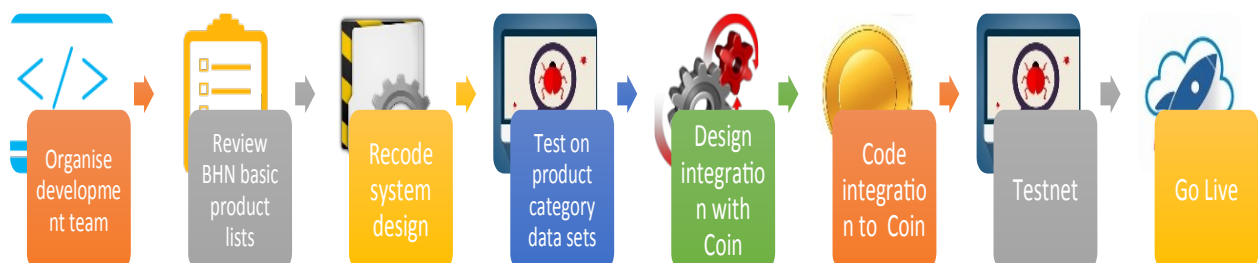 Organise
developme
nt team
Review
BHN basic
product
lists
Recode
system
design
Test on
product
category
data sets
Design
integratio
n with
Coin
Code
integratio
n to Coin
Testnet
Go Live